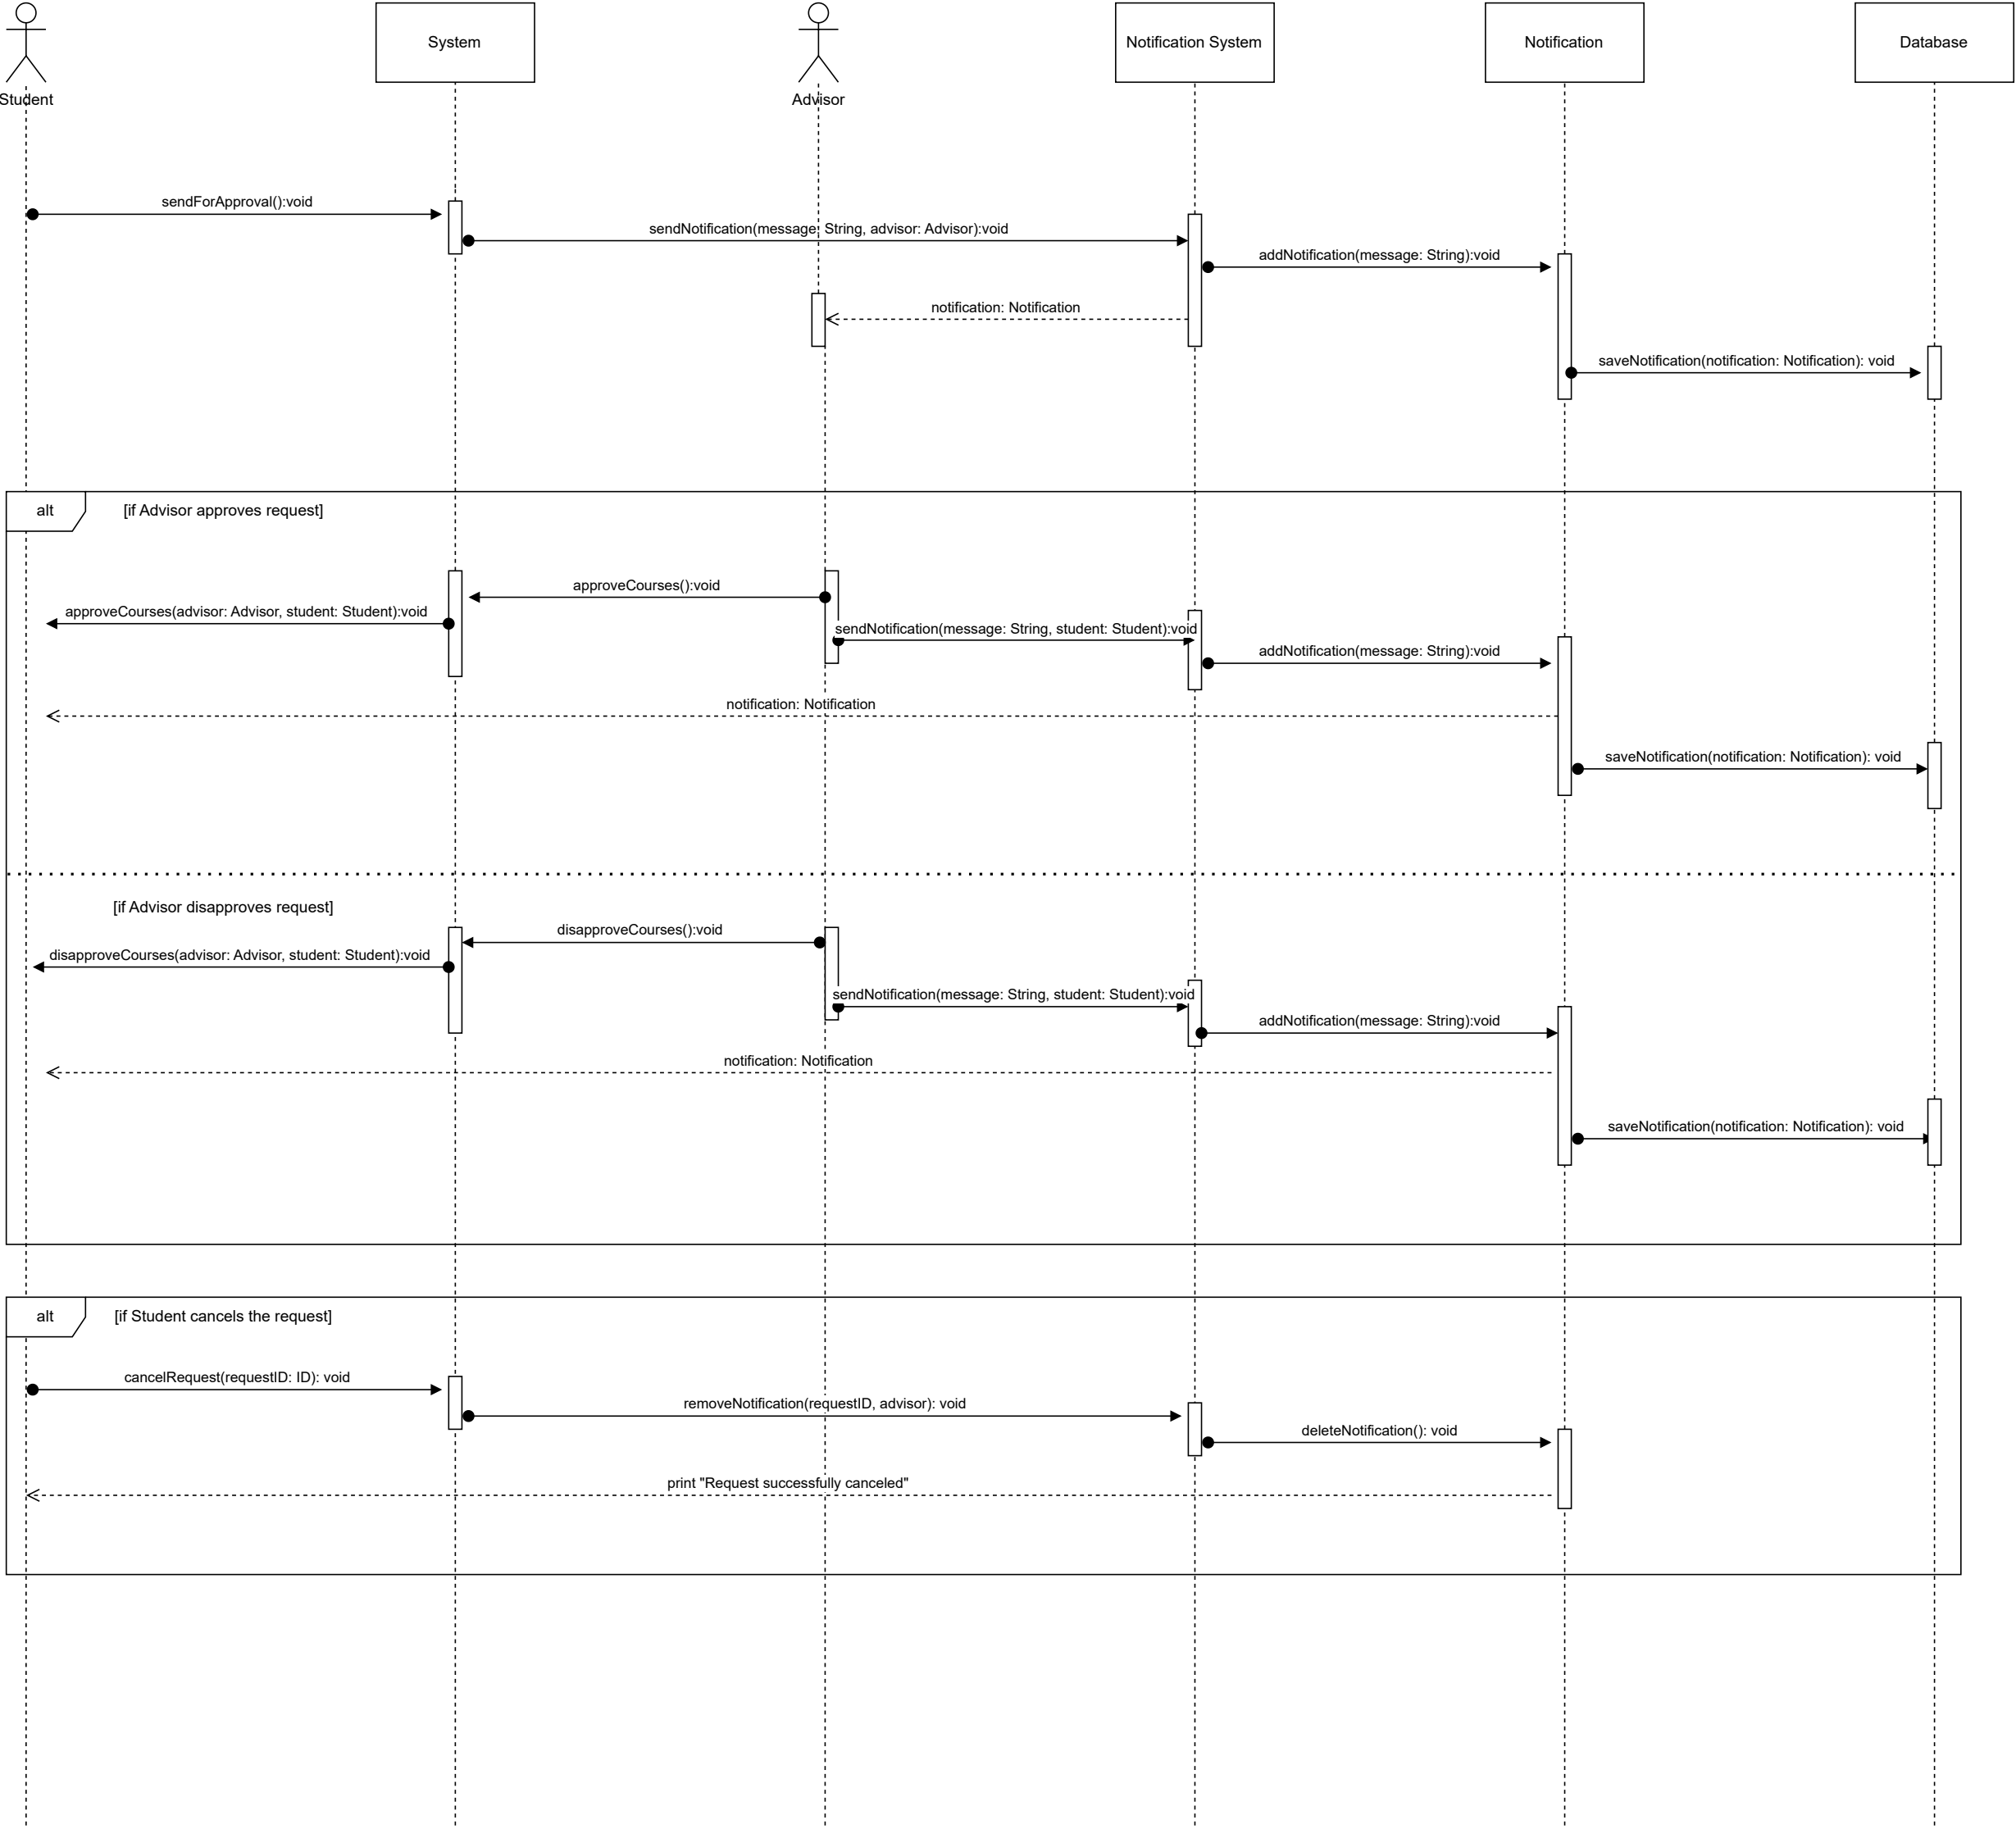 System
Notification System
Notification
Database
Student
Advisor
sendForApproval():void
sendNotification(message: String, advisor: Advisor):void
addNotification(message: String):void
notification: Notification
saveNotification(notification: Notification): void
alt
[if Advisor approves request]
approveCourses():void
approveCourses(advisor: Advisor, student: Student):void
sendNotification(message: String, student: Student):void
addNotification(message: String):void
notification: Notification
saveNotification(notification: Notification): void
[if Advisor disapproves request]
disapproveCourses():void
disapproveCourses(advisor: Advisor, student: Student):void
sendNotification(message: String, student: Student):void
addNotification(message: String):void
notification: Notification
saveNotification(notification: Notification): void
alt
[if Student cancels the request]
cancelRequest(requestID: ID): void
removeNotification(requestID, advisor): void
deleteNotification(): void
print "Request successfully canceled"